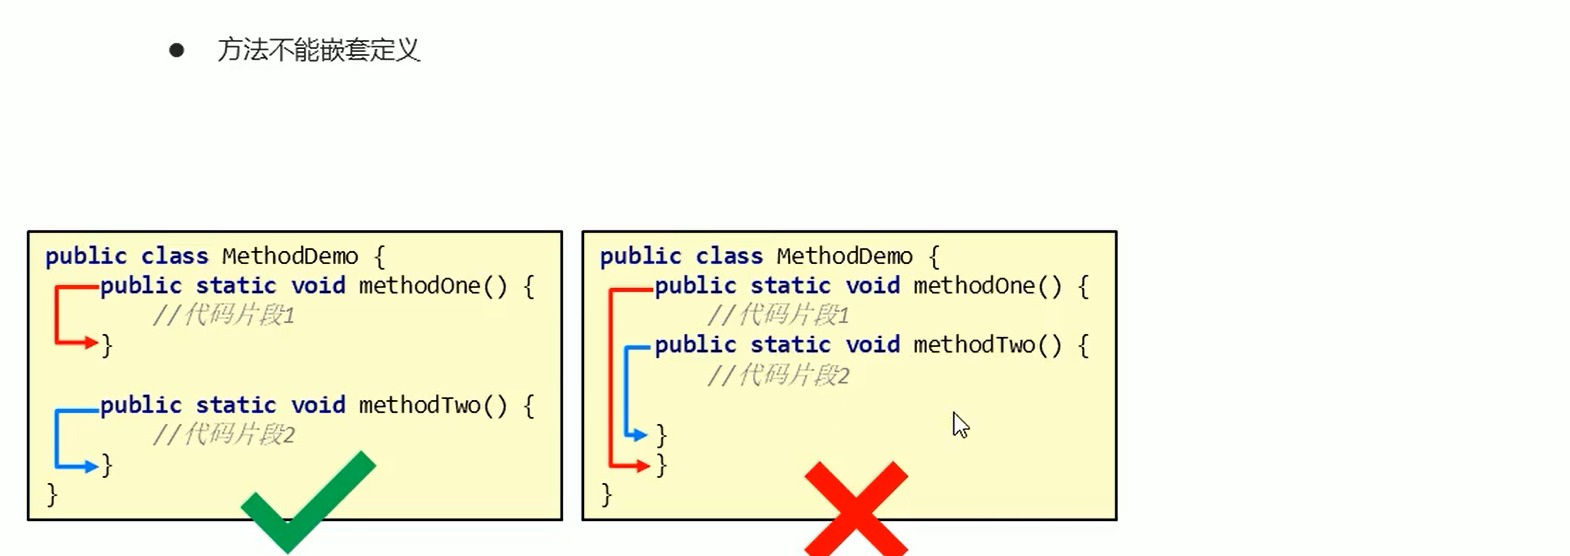 ● 方法不能嵌套定义
public class MethodDemo {
public static void methodOne() {
//代码片段1
}
public static void methodTwo() {
//代码片段2
}
}
public class MethodDemo {
public static void methodOne() {
//代码片段1
public static void methodTwo() {
//代码片段2
}
}
}